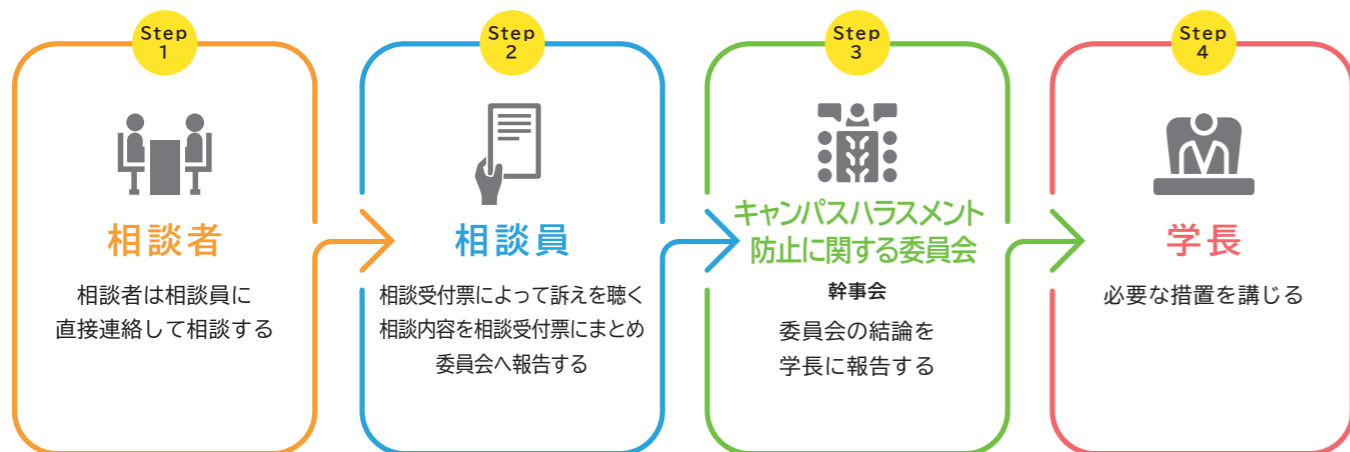 Step
1
相談者
相談者は相談員に
直接連絡して相談する
Step
2
相談員
相談受付票によって訴えを聴く
相談内容を相談受付票にまとめ
委員会へ報告する
Step
3
キャンパスハラスメント
防止に関する委員会
幹事会
委員会の結論を
学長に報告する
Step
4
学長
必要な措置を講じる